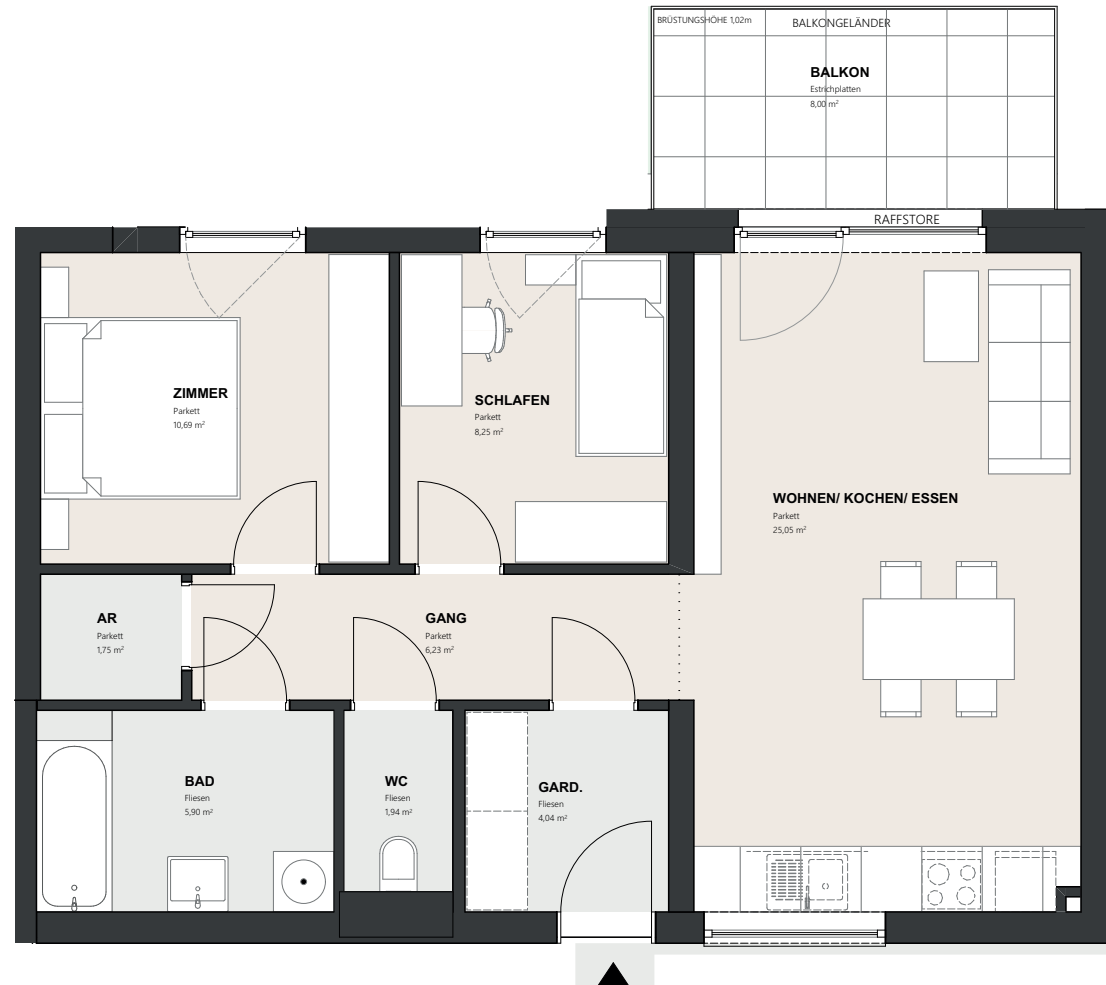 BRÜSTUNGSHÖHE 1,02m
BALKONGELÄNDER
BALKON
Estrichplatten
8,00 m²
RAFFSTORE
ZIMMER
Parkett
10,69 m²
SCHLAFEN
Parkett
8,25 m²
WOHNEN/ KOCHEN/ ESSEN
Parkett
25,05 m²
AR
Parkett
1,75 m²
GANG
Parkett
6,23 m²
BAD
Fliesen
5,90 m²
WC
Fliesen
1,94 m²
GARD.
Fliesen
4,04 m²